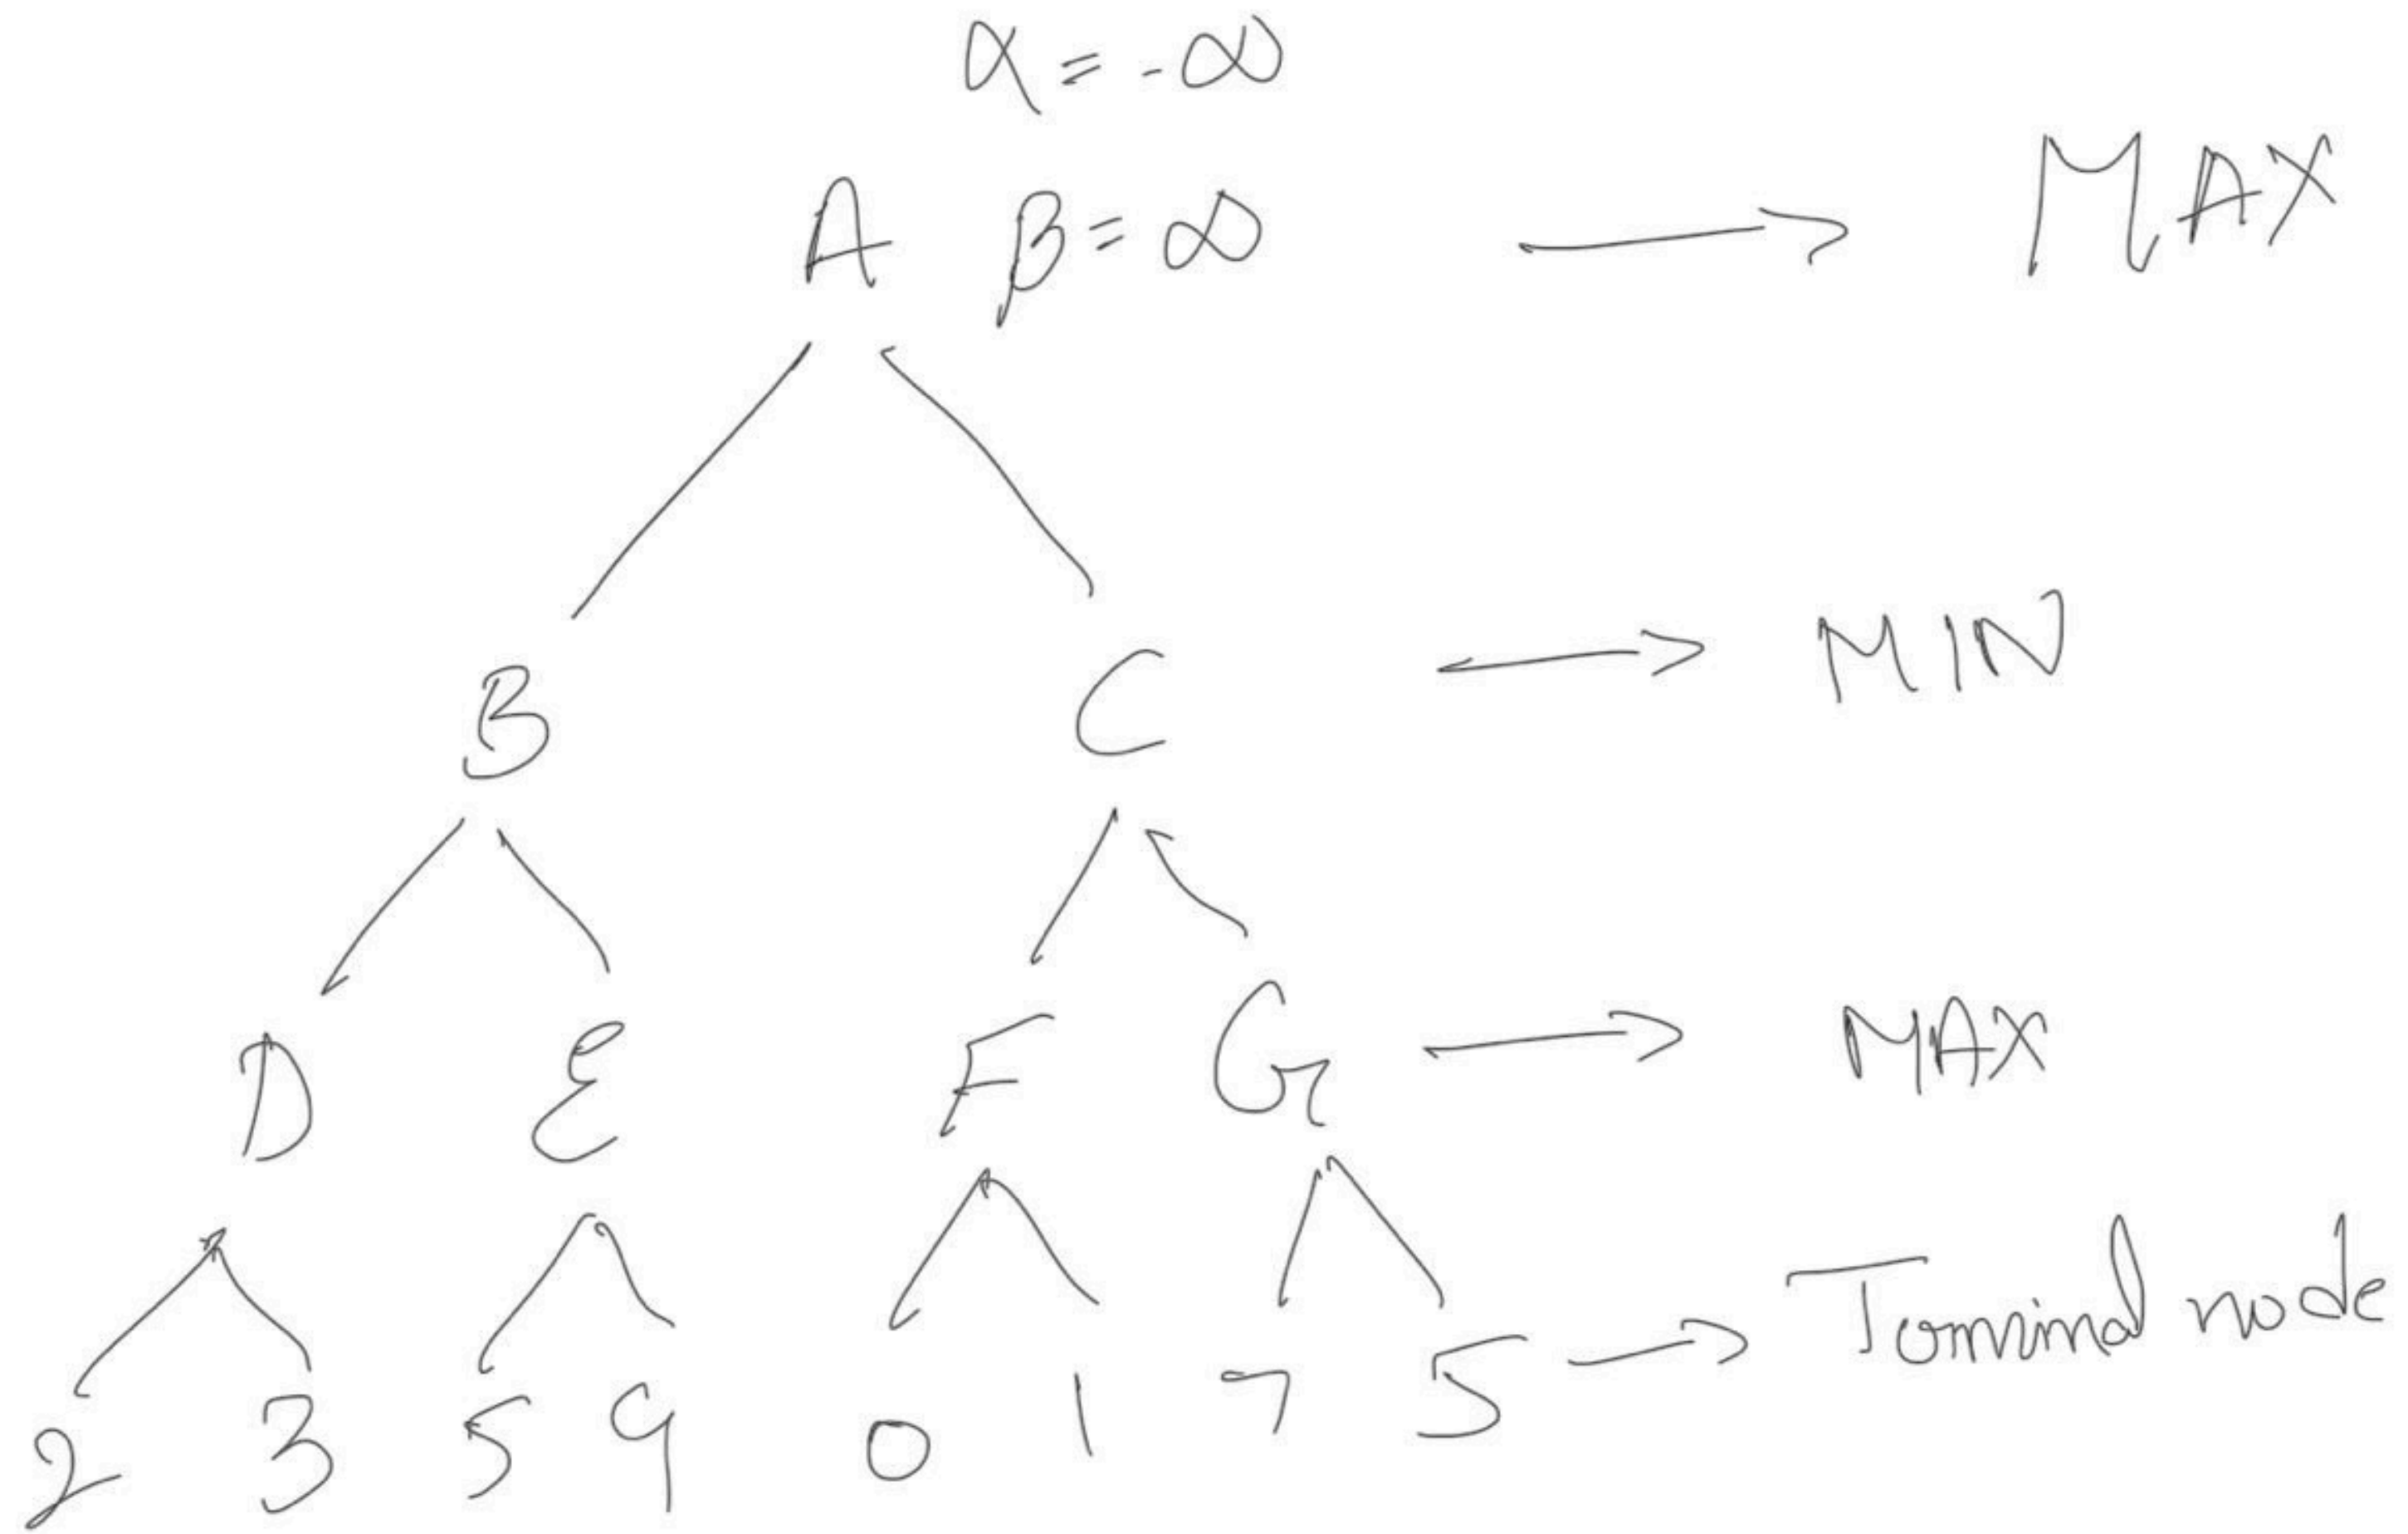 α = -∞
A β = ∞ MAX
B C MIN
D E F G MAX
2 3 5 9 0 1 7 5 Terminal node